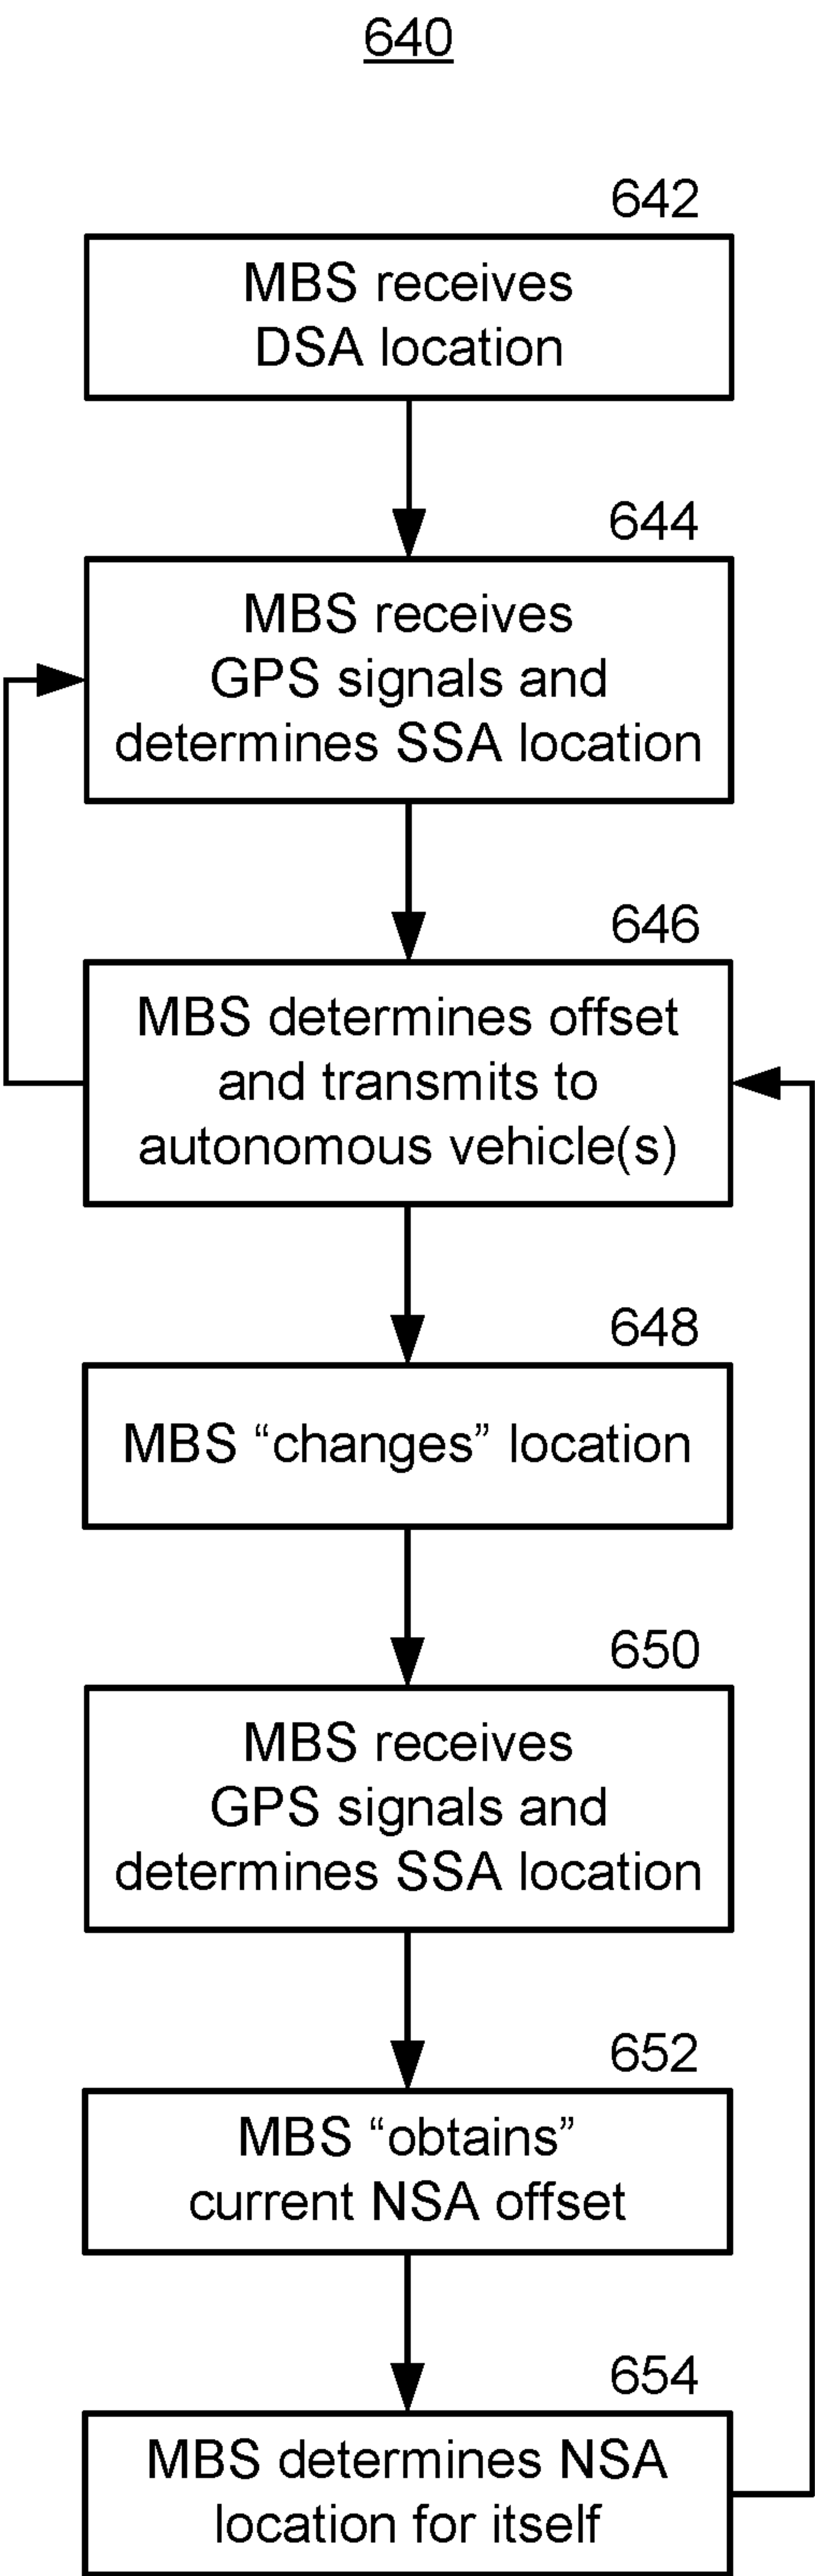 640
642
MBS receives
DSA location
644
MBS receives
GPS signals and
determines SSA location
646
MBS determines offset
and transmits to
autonomous vehicle(s)
648
MBS “changes” location
650
MBS receives
GPS signals and
determines SSA location
652
MBS “obtains”
current NSA offset
654
MBS determines NSA
location for itself